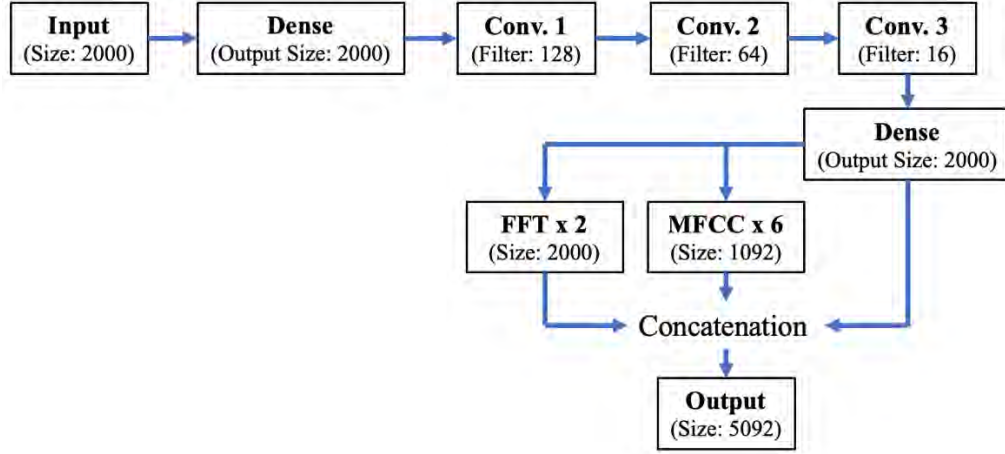 Input
(Size: 2000)
Dense
(Output Size: 2000)
Conv. 1
(Filter: 128)
Conv. 2
(Filter: 64)
Conv. 3
(Filter: 16)
Dense
(Output Size: 2000)
FFT x 2
(Size: 2000)
MFCC x 6
(Size: 1092)
Concatenation
Output
(Size: 5092)